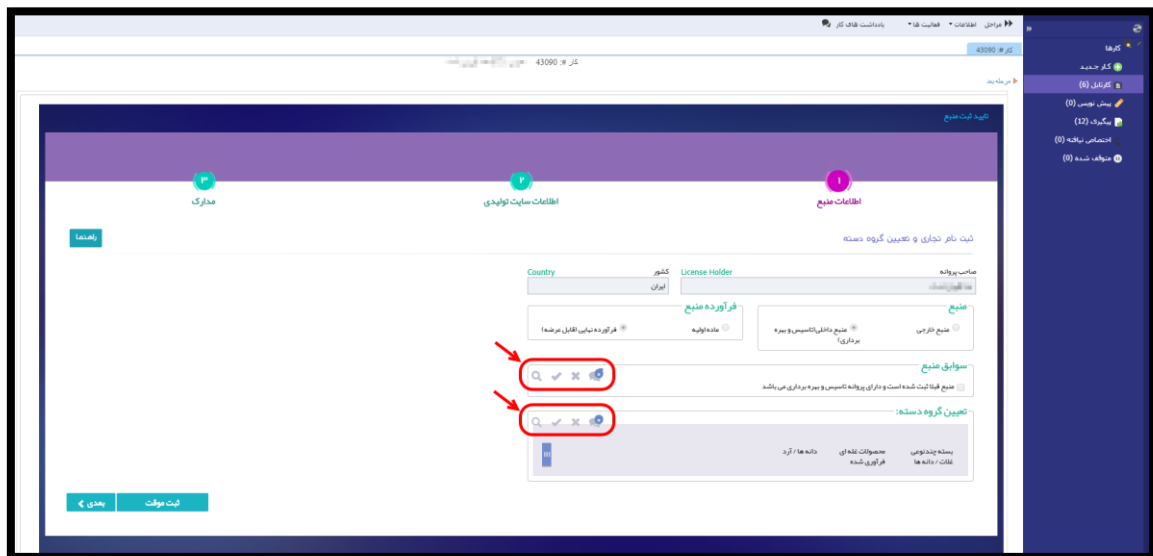 مراحل اطلاعات فعالیت ها یادداشت های کار
کار #: 43090
کار #: 43090
مرحله بعد
کارها
کار جدید
کارتابل (6)
پیش نویس (0)
پیگیری (12)
اختصاص نیافته (0)
متوقف شده (0)
تایید ثبت منبع
۱ ۲ ۳
اطلاعات منبع اطلاعات سایت تولیدی مدارک
ثبت نام تجاری و تعیین گروه دسته راهنما
صاحب پروانه License Holder کشور Country
ایران
منبع فرآورده منبع
منبع خارجی منبع داخلی(تاسیس و بهره برداری) ماده اولیه فرآورده نهایی (قابل عرضه)
سوابق منبع
منبع قبلا ثبت شده است و دارای پروانه تاسیس و بهره برداری می باشد
تعیین گروه دسته:
بسته چندنوعی غلات / دانه ها محصولات غله ای فرآوری شده دانه ها / آرد
ثبت موقت بعدی